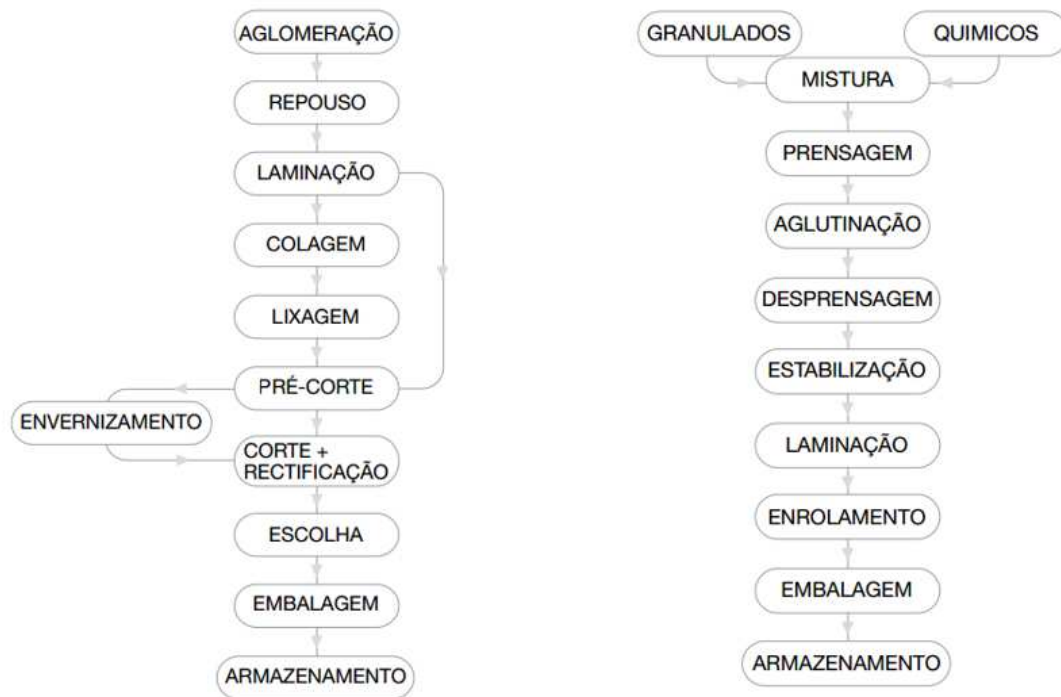 AGLOMERAÇÃO
REPOUSO
LAMINAÇÃO
COLAGEM
LIXAGEM
PRÉ-CORTE
ENVERNIZAMENTO
CORTE +
RECTIFICAÇÃO
ESCOLHA
EMBALAGEM
ARMAZENAMENTO
GRANULADOS
QUIMICOS
MISTURA
PRENSAGEM
AGLUTINAÇÃO
DESPRENSAGEM
ESTABILIZAÇÃO
LAMINAÇÃO
ENROLAMENTO
EMBALAGEM
ARMAZENAMENTO